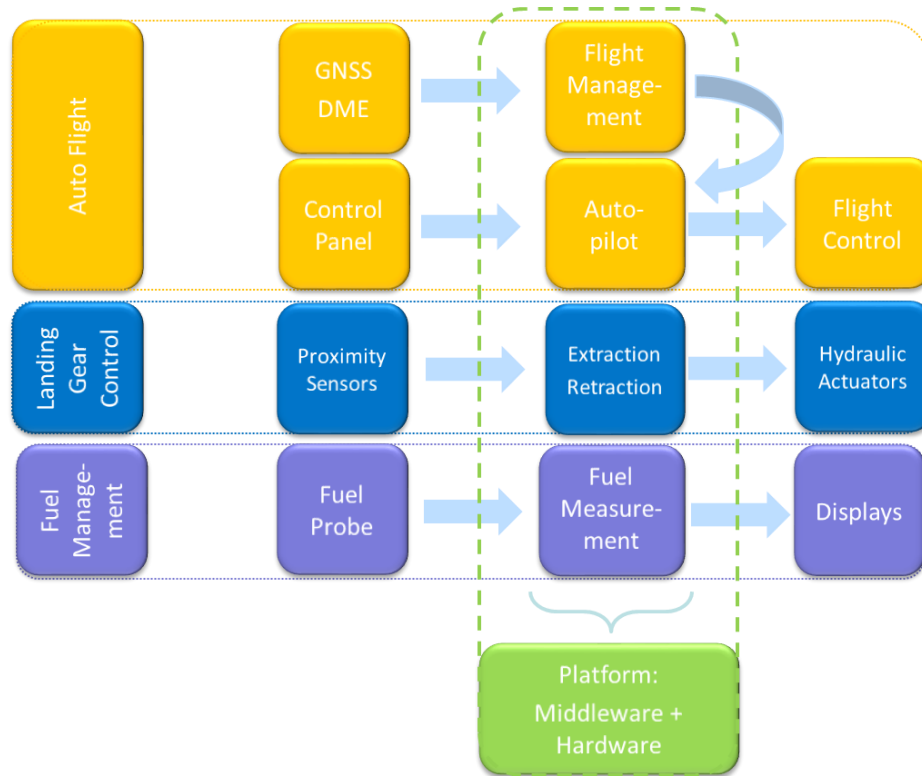 Auto Flight
GNSS
DME
Flight
Manage-
ment
Control
Panel
Auto-
pilot
Flight
Control
Landing
Gear
Control
Proximity
Sensors
Extraction
Retraction
Hydraulic
Actuators
Fuel
Manage-
ment
Fuel
Probe
Fuel
Measure-
ment
Displays
Platform:
Middleware +
Hardware